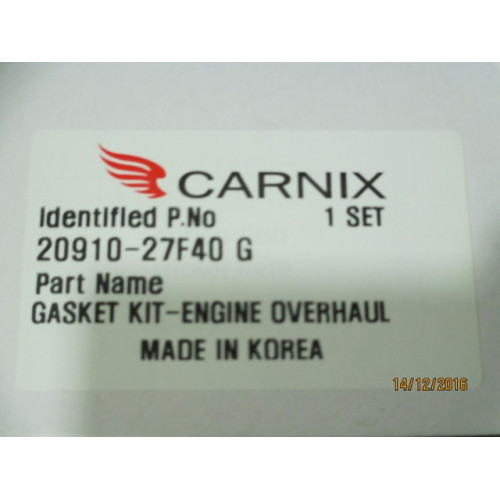 CARNIX
Identified P.No 1 SET
20910-27F40 G
Part Name
GASKET KIT-ENGINE OVERHAUL
MADE IN KOREA
14/12/2016